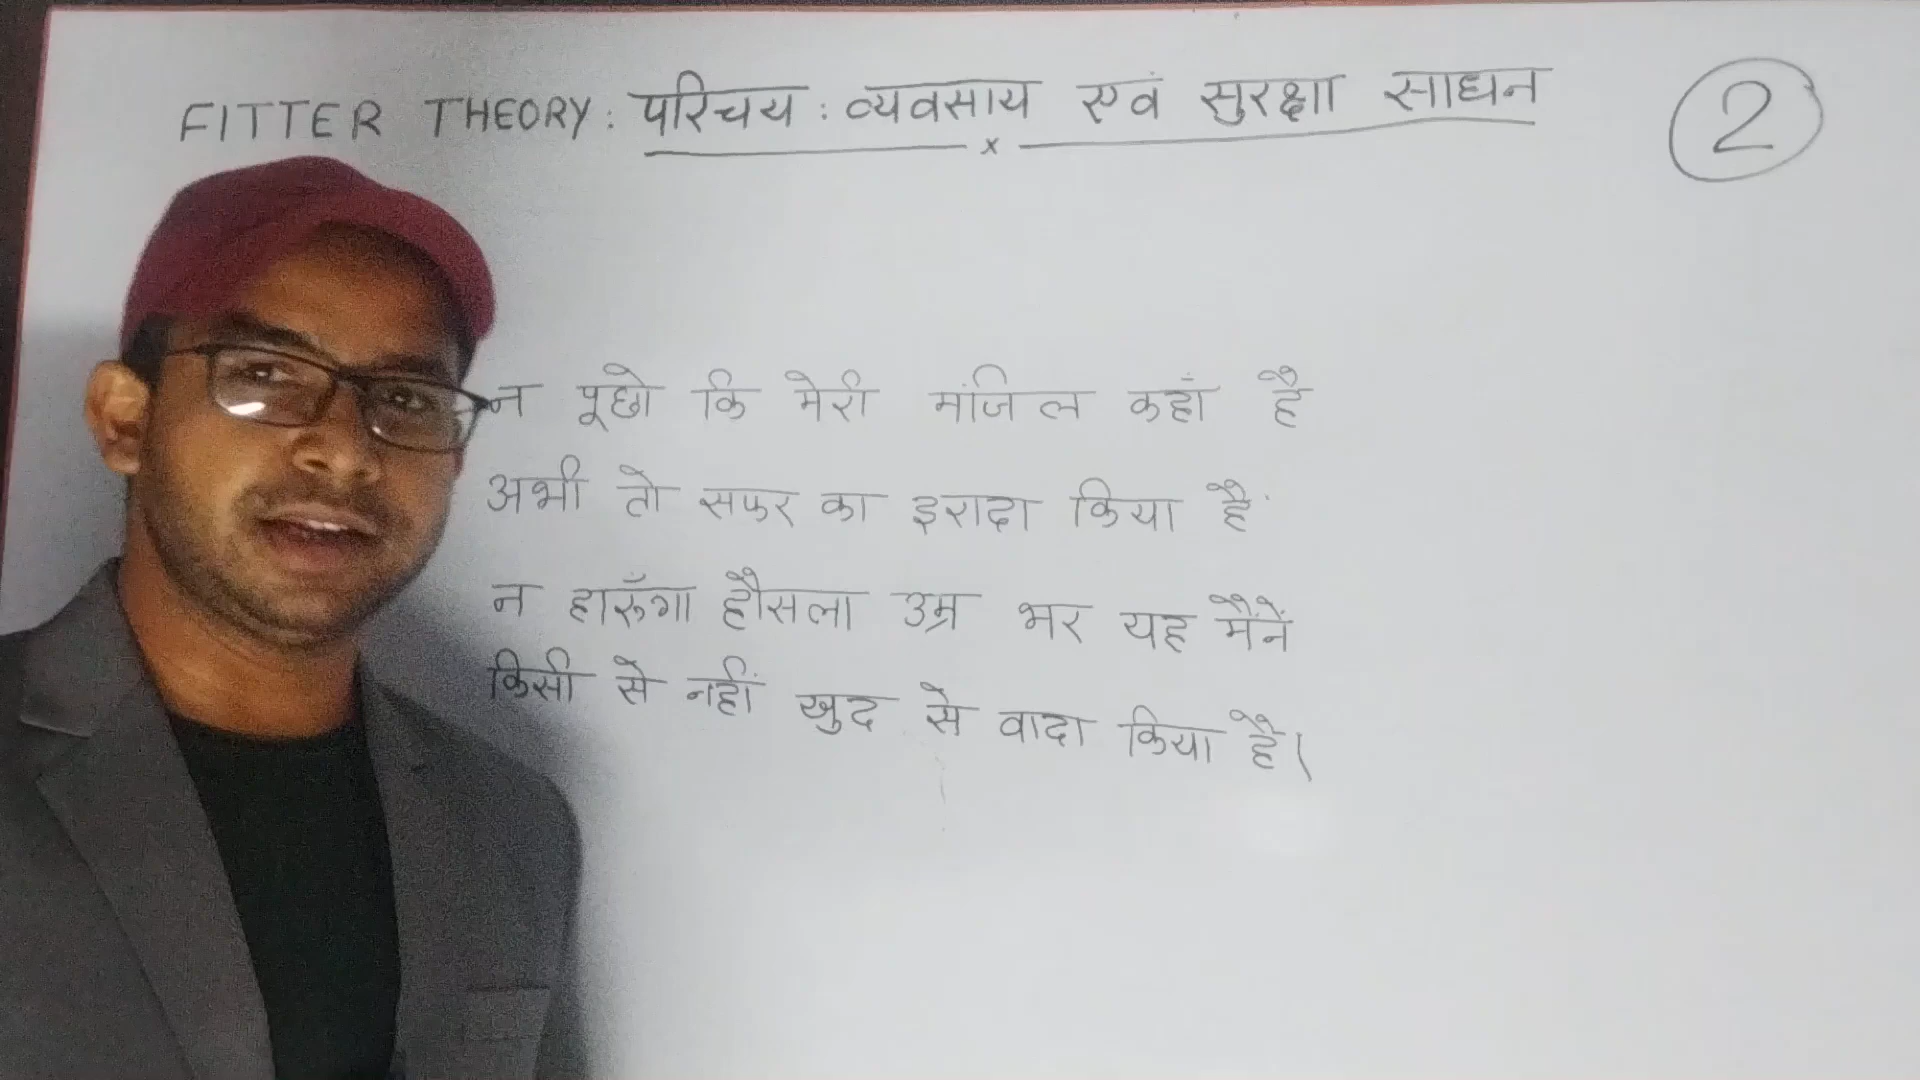 FITTER THEORY: परिचय : व्यवसाय एवं सुरक्षा साधन
2
न पूछो कि मेरी मंजिल कहाँ है
अभी तो सफर का इरादा किया है
न हारुँगा हौसला उम्र भर यह मैंनें
किसी से नहीं खुद से वादा किया है।